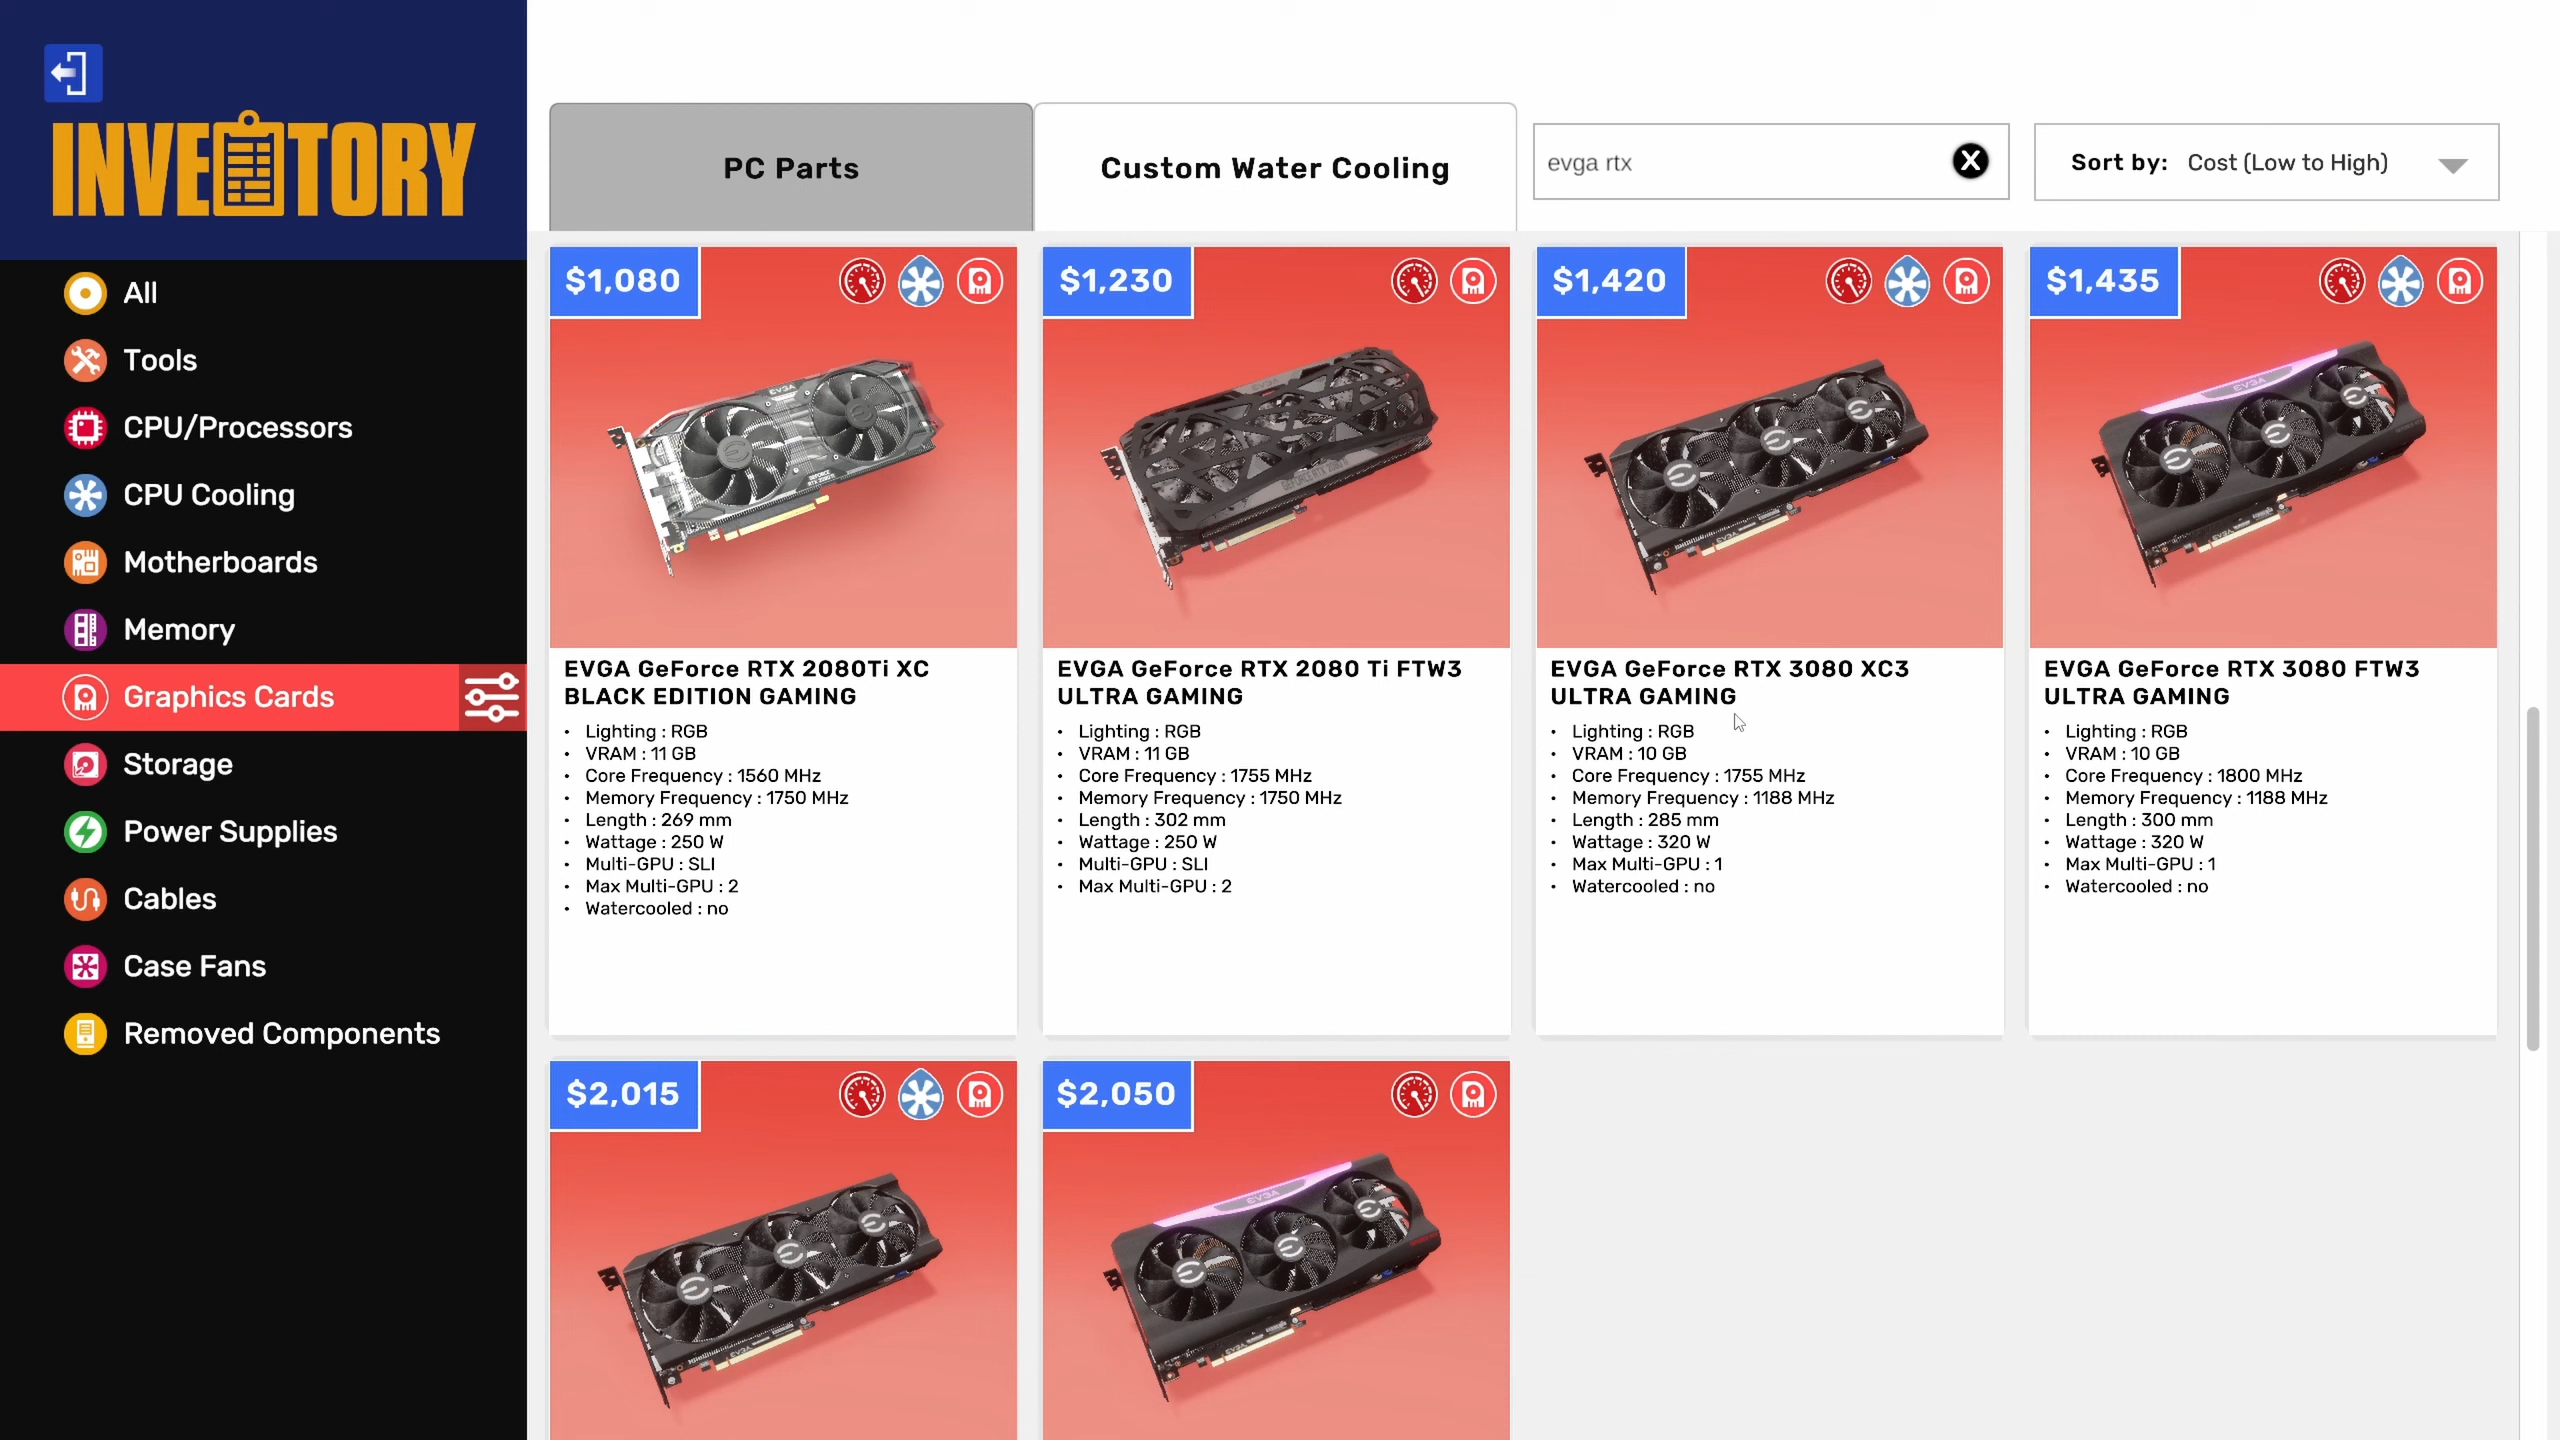 INVENTORY
PC Parts
Custom Water Cooling
evga rtx
X
Sort by: Cost (Low to High)
All
Tools
CPU/Processors
CPU Cooling
Motherboards
Memory
Graphics Cards
Storage
Power Supplies
Cables
Case Fans
Removed Components
$1,080
EVGA
EVGA GeForce RTX 2080Ti XC
BLACK EDITION GAMING
• Lighting : RGB
• VRAM : 11 GB
• Core Frequency : 1560 MHz
• Memory Frequency : 1750 MHz
• Length : 269 mm
• Wattage : 250 W
• Multi-GPU : SLI
• Max Multi-GPU : 2
• Watercooled : no
$1,230
EVGA
EVGA GeForce RTX 2080 Ti FTW3
ULTRA GAMING
• Lighting : RGB
• VRAM : 11 GB
• Core Frequency : 1755 MHz
• Memory Frequency : 1750 MHz
• Length : 302 mm
• Wattage : 250 W
• Multi-GPU : SLI
• Max Multi-GPU : 2
$1,420
EVGA
EVGA GeForce RTX 3080 XC3
ULTRA GAMING
• Lighting : RGB
• VRAM : 10 GB
• Core Frequency : 1755 MHz
• Memory Frequency : 1188 MHz
• Length : 285 mm
• Wattage : 320 W
• Max Multi-GPU : 1
• Watercooled : no
$1,435
EVGA
EVGA
EVGA GeForce RTX 3080 FTW3
ULTRA GAMING
• Lighting : RGB
• VRAM : 10 GB
• Core Frequency : 1800 MHz
• Memory Frequency : 1188 MHz
• Length : 300 mm
• Wattage : 320 W
• Max Multi-GPU : 1
• Watercooled : no
$2,015
EVGA
$2,050
EVGA
EVGA